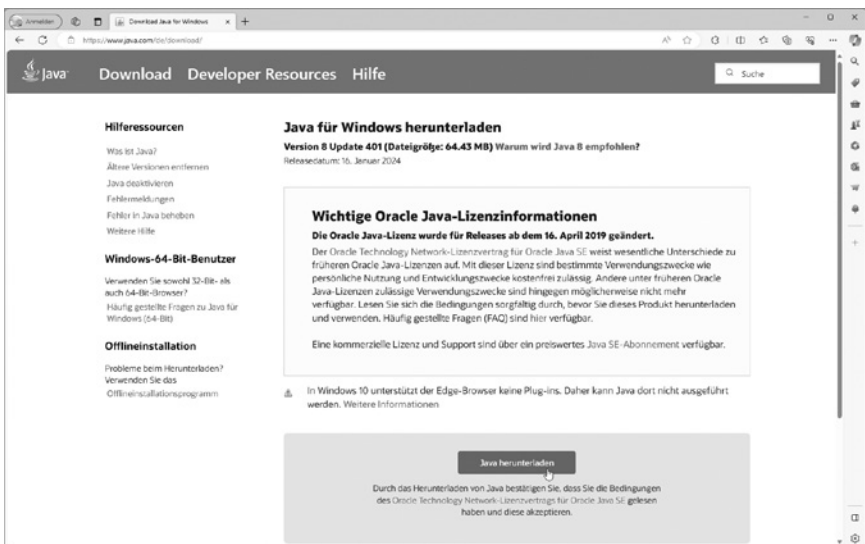 Anmelden
Download Java for Windows
https://www.java.com/de/download/
Java
Download Developer Resources Hilfe
Suche
Hilferessourcen
Was ist Java?
Ältere Versionen entfernen
Java deaktivieren
Fehlermeldungen
Fehler in Java beheben
Weitere Hilfe
Windows-64-Bit-Benutzer
Verwenden Sie sowohl 32-Bit- als
auch 64-Bit-Browser?
Häufig gestellte Fragen zu Java für
Windows (64-Bit)
Offlineinstallation
Probleme beim Herunterladen?
Verwenden Sie das
Offlineinstallationsprogramm
Java für Windows herunterladen
Version 8 Update 401 (Dateigröße: 64.43 MB) Warum wird Java 8 empfohlen?
Releasedatum: 16. Januar 2024
Wichtige Oracle Java-Lizenzinformationen
Die Oracle Java-Lizenz wurde für Releases ab dem 16. April 2019 geändert.
Der Oracle Technology Network-Lizenzvertrag für Oracle Java SE weist wesentliche Unterschiede zu
früheren Oracle Java-Lizenzen auf. Mit dieser Lizenz sind bestimmte Verwendungszwecke wie
persönliche Nutzung und Entwicklungszwecke kostenfrei zulässig. Andere unter früheren Oracle
Java-Lizenzen zulässige Verwendungszwecke sind hingegen möglicherweise nicht mehr
verfügbar. Lesen Sie sich die Bedingungen sorgfältig durch, bevor Sie dieses Produkt herunterladen
und verwenden. Häufig gestellte Fragen (FAQ) sind hier verfügbar.
Eine kommerzielle Lizenz und Support sind über ein preiswertes Java SE-Abonnement verfügbar.
In Windows 10 unterstützt der Edge-Browser keine Plug-ins. Daher kann Java dort nicht ausgeführt
werden. Weitere Informationen
Java herunterladen
Durch das Herunterladen von Java bestätigen Sie, dass Sie die Bedingungen
des Oracle Technology Network-Lizenzvertrags für Oracle Java SE gelesen
haben und diese akzeptieren.